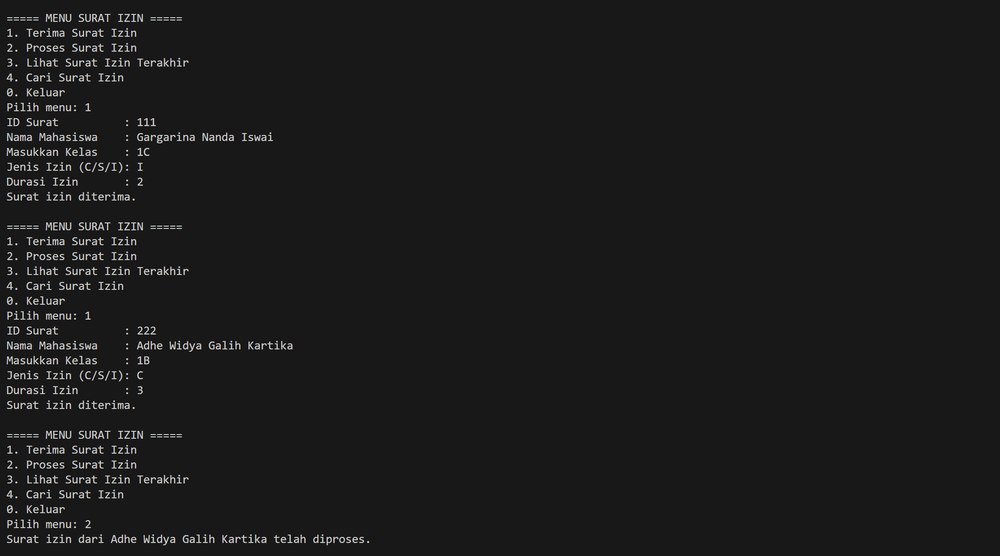 ===== MENU SURAT IZIN =====
1. Terima Surat Izin
2. Proses Surat Izin
3. Lihat Surat Izin Terakhir
4. Cari Surat Izin
0. Keluar
Pilih menu: 1
ID Surat          : 111
Nama Mahasiswa    : Gargarina Nanda Iswai
Masukkan Kelas    : 1C
Jenis Izin (C/S/I): I
Durasi Izin       : 2
Surat izin diterima.

===== MENU SURAT IZIN =====
1. Terima Surat Izin
2. Proses Surat Izin
3. Lihat Surat Izin Terakhir
4. Cari Surat Izin
0. Keluar
Pilih menu: 1
ID Surat          : 222
Nama Mahasiswa    : Adhe Widya Galih Kartika
Masukkan Kelas    : 1B
Jenis Izin (C/S/I): C
Durasi Izin       : 3
Surat izin diterima.

===== MENU SURAT IZIN =====
1. Terima Surat Izin
2. Proses Surat Izin
3. Lihat Surat Izin Terakhir
4. Cari Surat Izin
0. Keluar
Pilih menu: 2
Surat izin dari Adhe Widya Galih Kartika telah diproses.